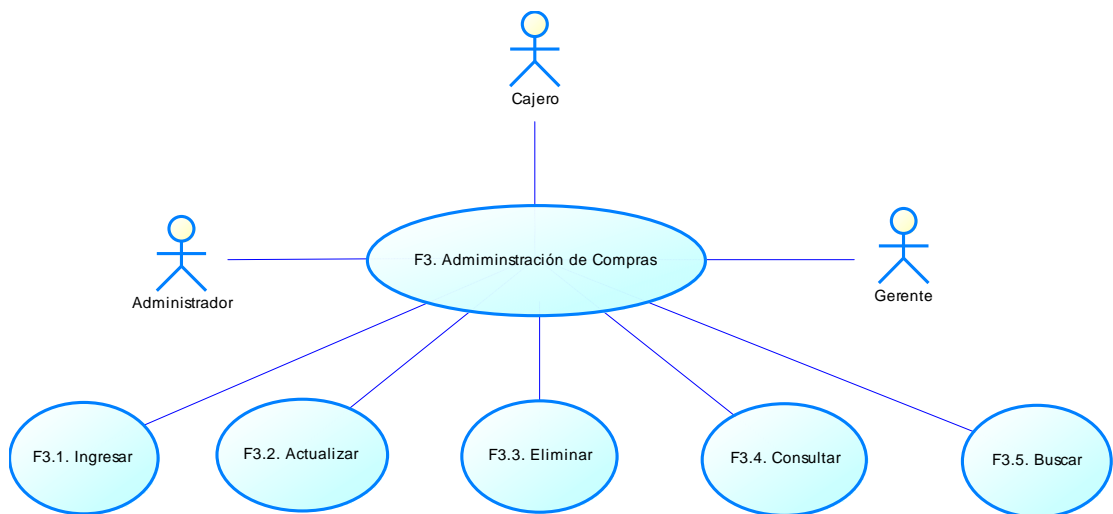 Cajero
F3. Admiminstración de Compras
Administrador
Gerente
F3.1. Ingresar
F3.2. Actualizar
F3.3. Eliminar
F3.4. Consultar
F3.5. Buscar